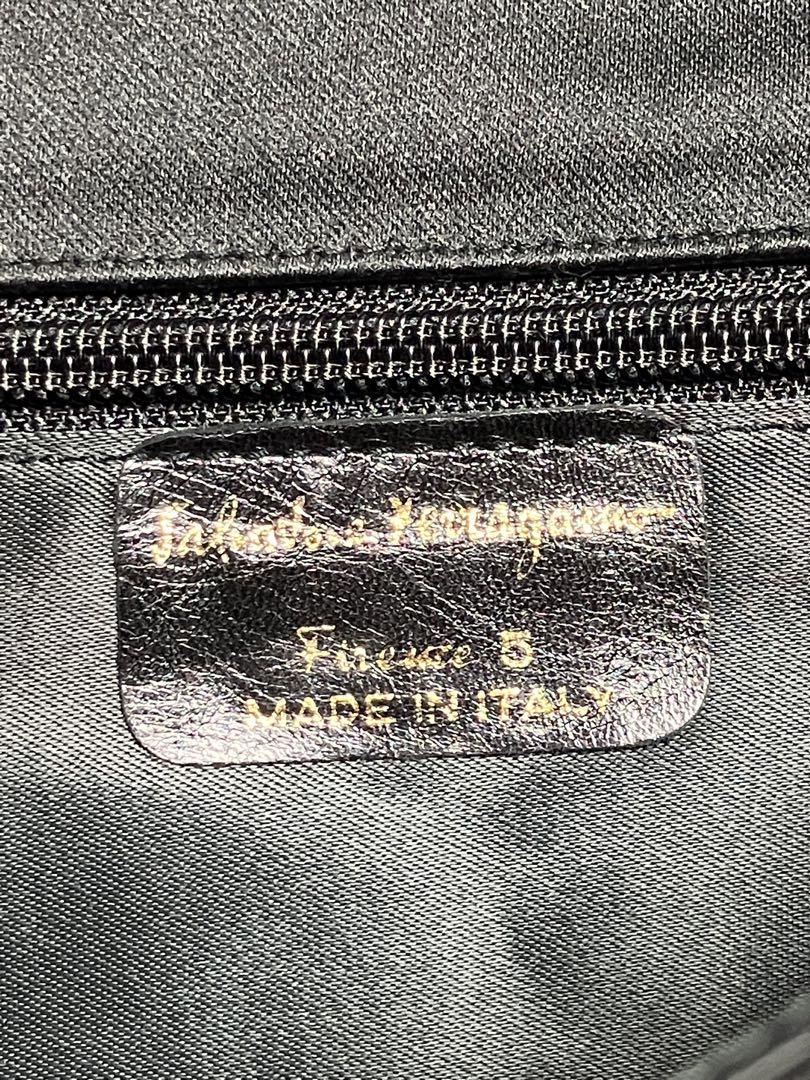 Salvatore Ferragamo
Firenze 5
MADE IN ITALY